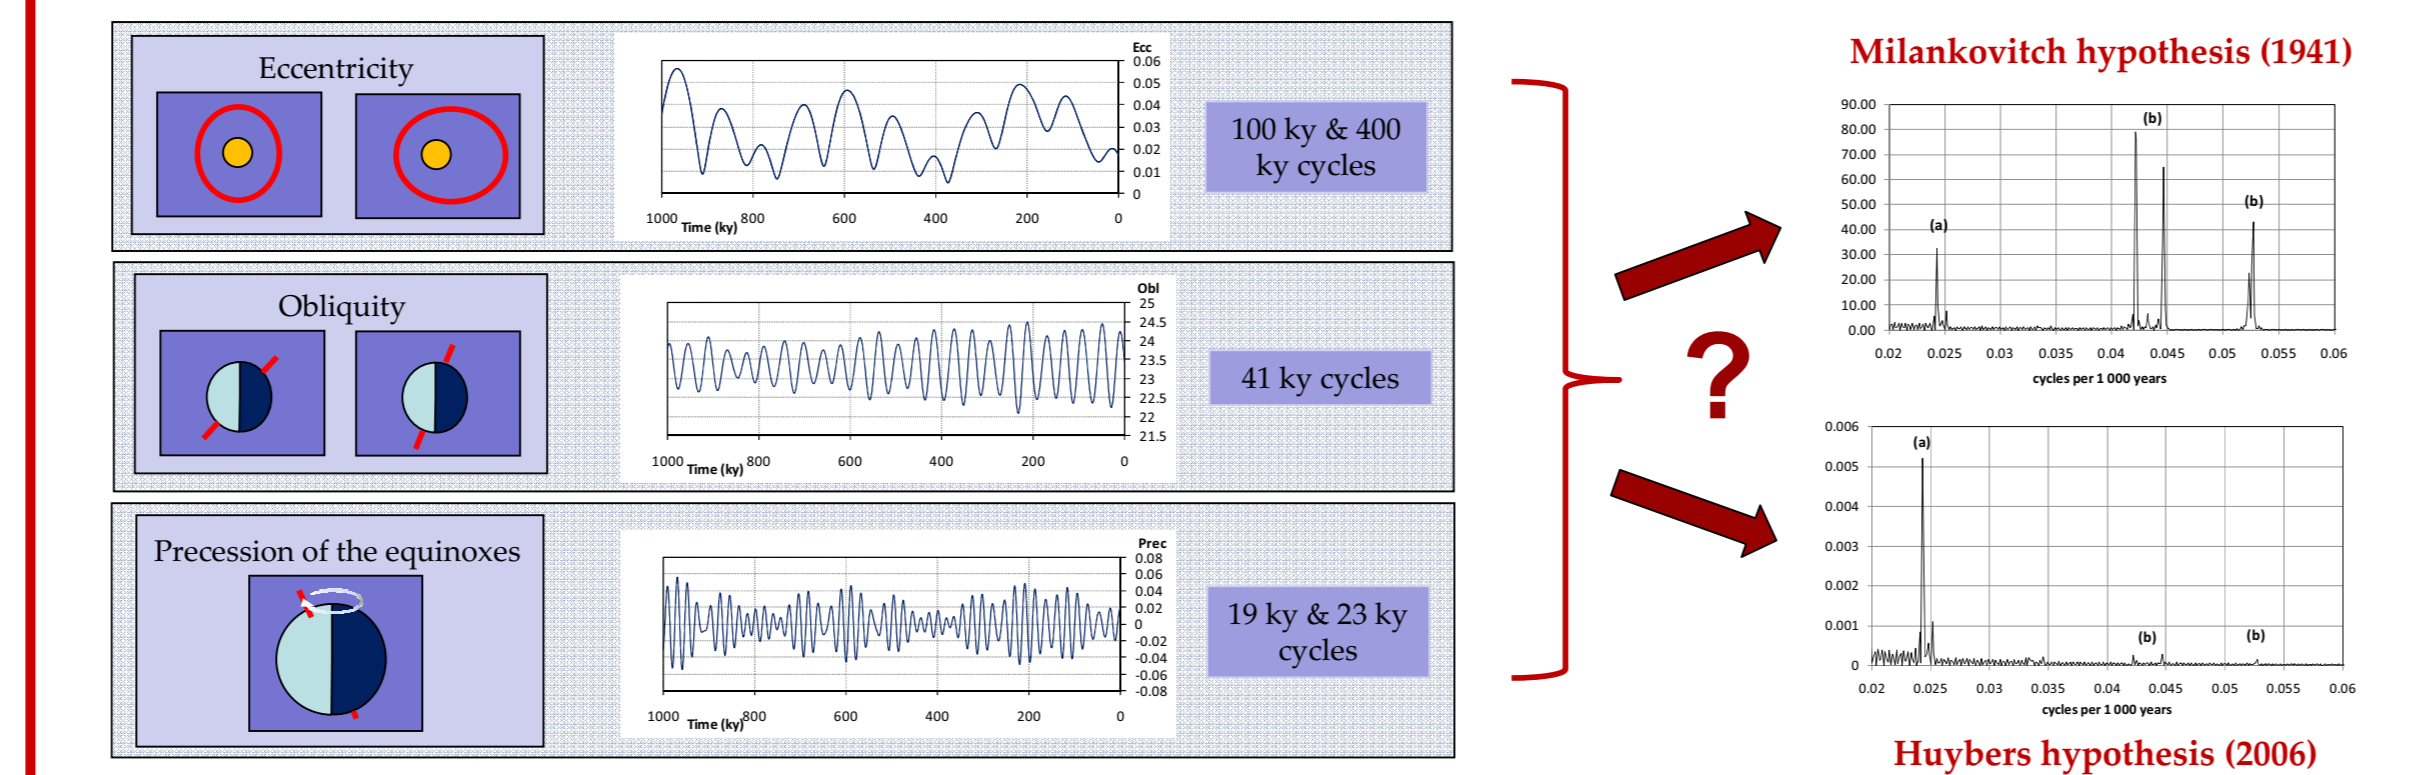 Eccentricity
Ecc
0.06
0.05
0.04
0.03
0.02
0.01
0
1000 800 600 400 200 0
Time (ky)
100 ky & 400
ky cycles
Obliquity
Obl
25
24.5
24
23.5
23
22.5
22
21.5
1000 800 600 400 200 0
Time (ky)
41 ky cycles
Precession of the equinoxes
Prec
0.08
0.06
0.04
0.02
0
-0.02
-0.04
-0.06
-0.08
1000 800 600 400 200 0
Time (ky)
19 ky & 23 ky
cycles
?
Milankovitch hypothesis (1941)
90.00
80.00
70.00
60.00
50.00
40.00
30.00
20.00
10.00
0.00
(a)
(b)
(b)
0.02 0.025 0.03 0.035 0.04 0.045 0.05 0.055 0.06
cycles per 1 000 years
0.006
0.005
0.004
0.003
0.002
0.001
0
(a)
(b)
(b)
0.02 0.025 0.03 0.035 0.04 0.045 0.05 0.055 0.06
cycles per 1 000 years
Huybers hypothesis (2006)